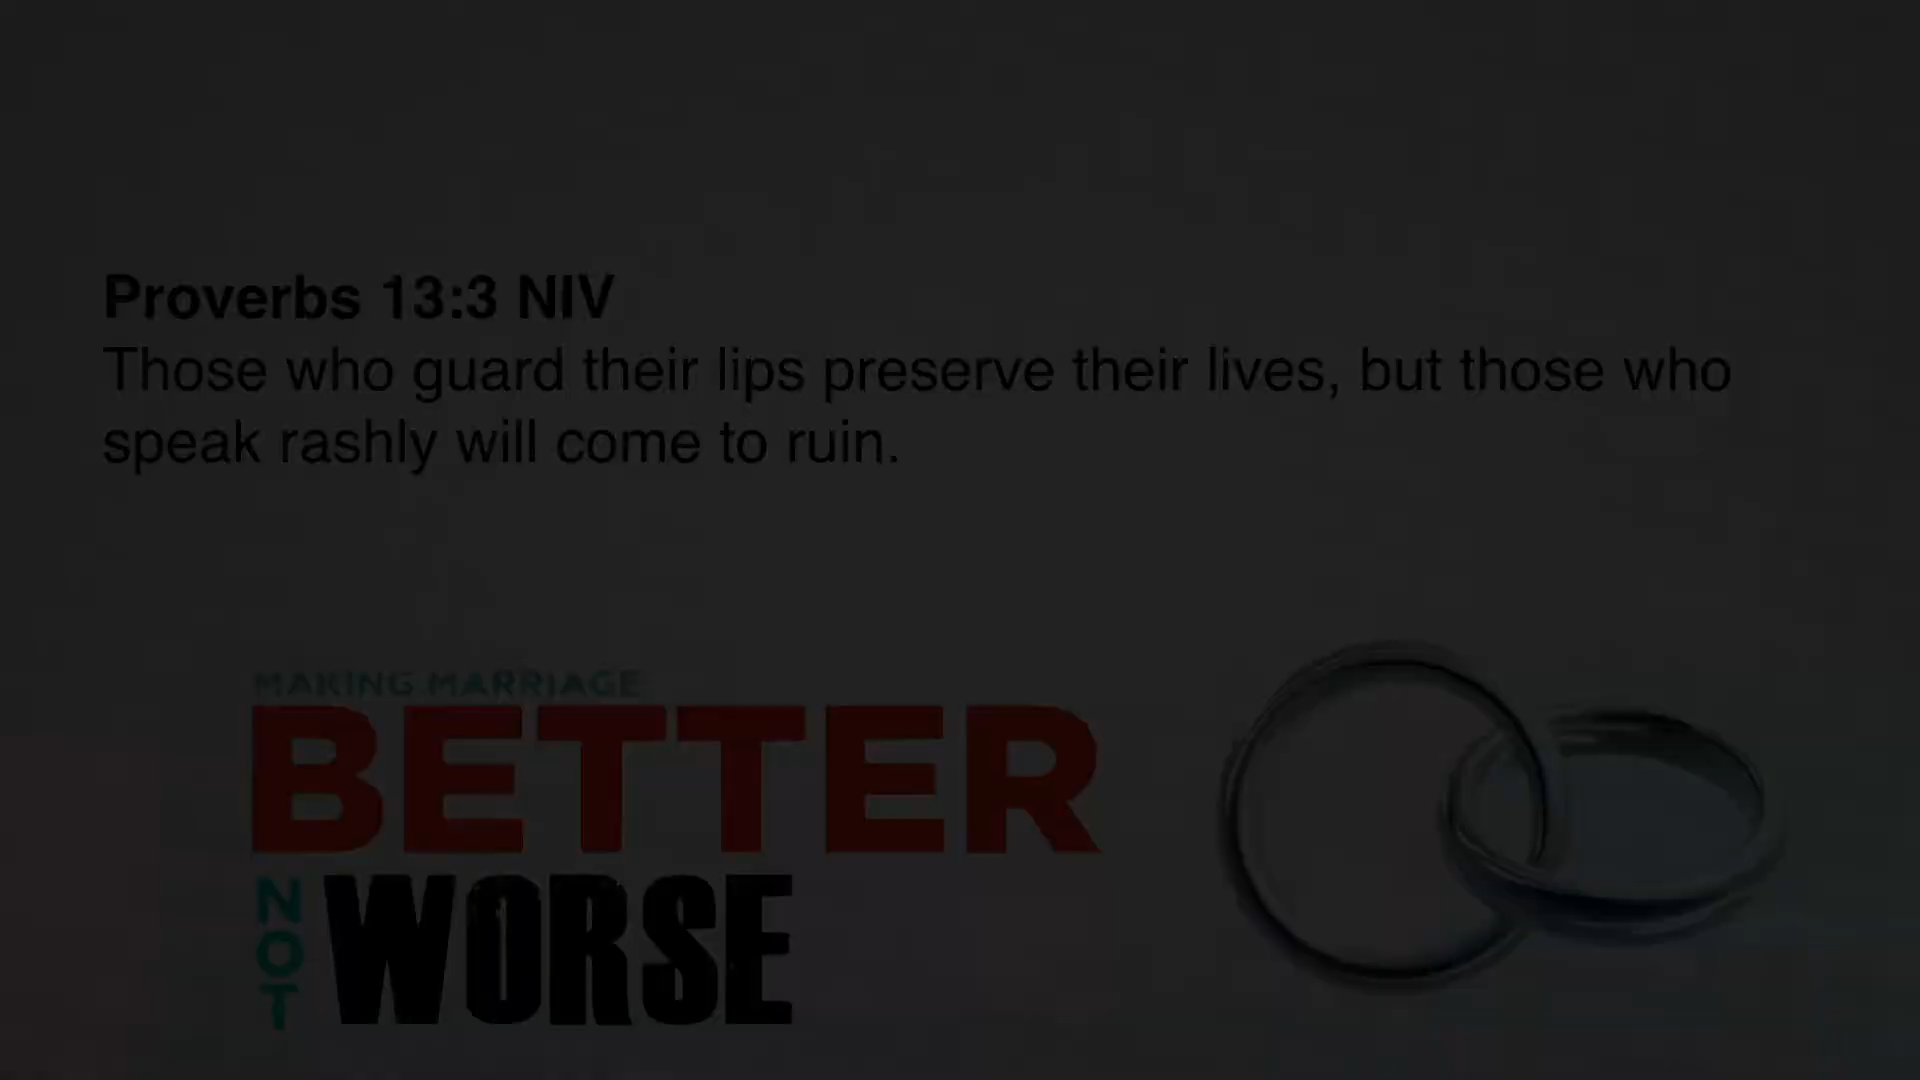 Proverbs 13:3 NIV
Those who guard their lips preserve their lives, but those who
speak rashly will come to ruin.
MAKING MARRIAGE
BETTER
NOT
WORSE